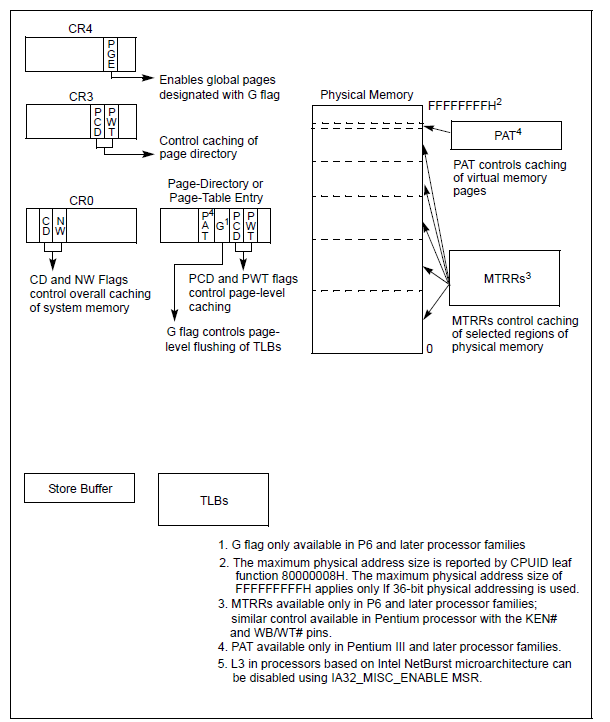 CR4
PGE
Enables global pages
designated with G flag
CR3
PCD PWT
Control caching of
page directory
Physical Memory
FFFFFFFFH2
PAT4
PAT controls caching
of virtual memory
pages
Page-Directory or
Page-Table Entry
CR0
CD NW
PAT4 G1 PCD PWT
CD and NW Flags
control overall caching
of system memory
PCD and PWT flags
control page-level
caching
G flag controls page-
level flushing of TLBs
MTRRs3
MTRRs control caching
of selected regions of
physical memory
0
Store Buffer
TLBs
1. G flag only available in P6 and later processor families
2. The maximum physical address size is reported by CPUID leaf
function 80000008H. The maximum physical address size of
FFFFFFFFFH applies only If 36-bit physical addressing is used.
3. MTRRs available only in P6 and later processor families;
similar control available in Pentium processor with the KEN#
and WB/WT# pins.
4. PAT available only in Pentium III and later processor families.
5. L3 in processors based on Intel NetBurst microarchitecture can
be disabled using IA32_MISC_ENABLE MSR.